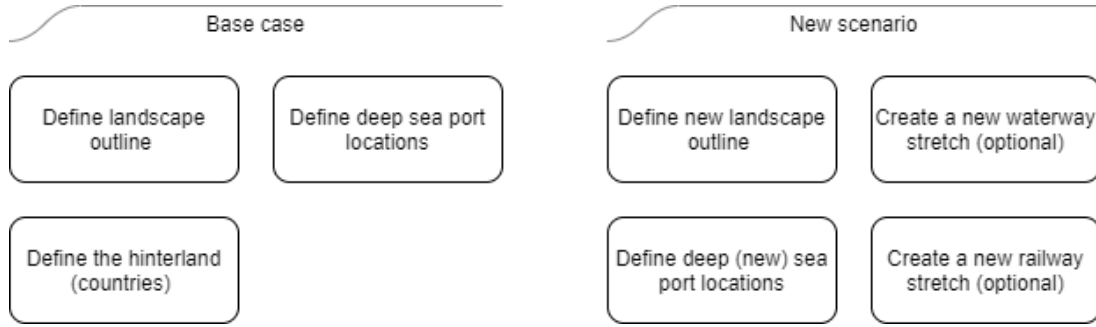 Base case
Define landscape
outline
Define deep sea port
locations
Define the hinterland
(countries)
New scenario
Define new landscape
outline
Create a new waterway
stretch (optional)
Define deep (new) sea
port locations
Create a new railway
stretch (optional)